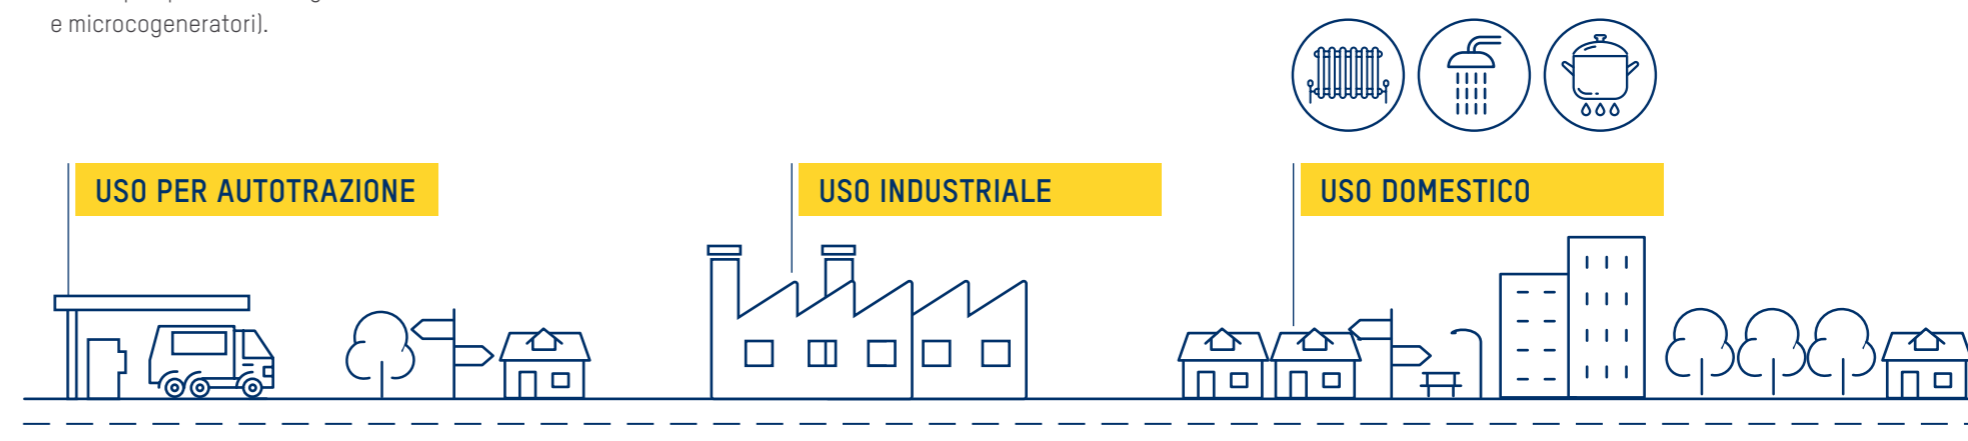 e microcogeneratori).
USO PER AUTOTRAZIONE
USO INDUSTRIALE
USO DOMESTICO